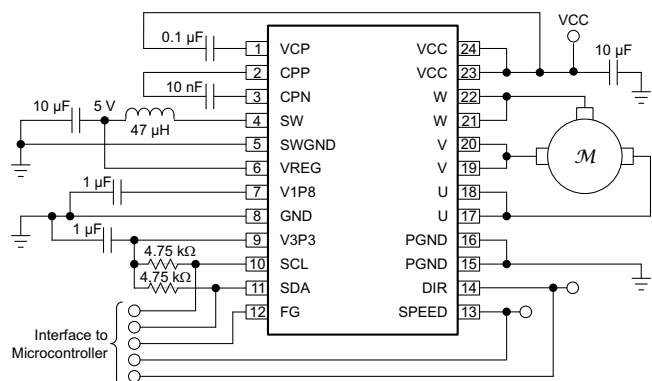 VCC
0.1 µF
10 µF
1 VCP VCC 24
2 CPP VCC 23
10 nF
3 CPN W 22
10 µF 5 V
47 µH
4 SW W 21
5 SWGND V 20
6 VREG V 19
M
1 µF
7 V1P8 U 18
8 GND U 17
1 µF
9 V3P3 PGND 16
4.75 kΩ
10 SCL PGND 15
4.75 kΩ
11 SDA DIR 14
12 FG SPEED 13
Interface to
Microcontroller